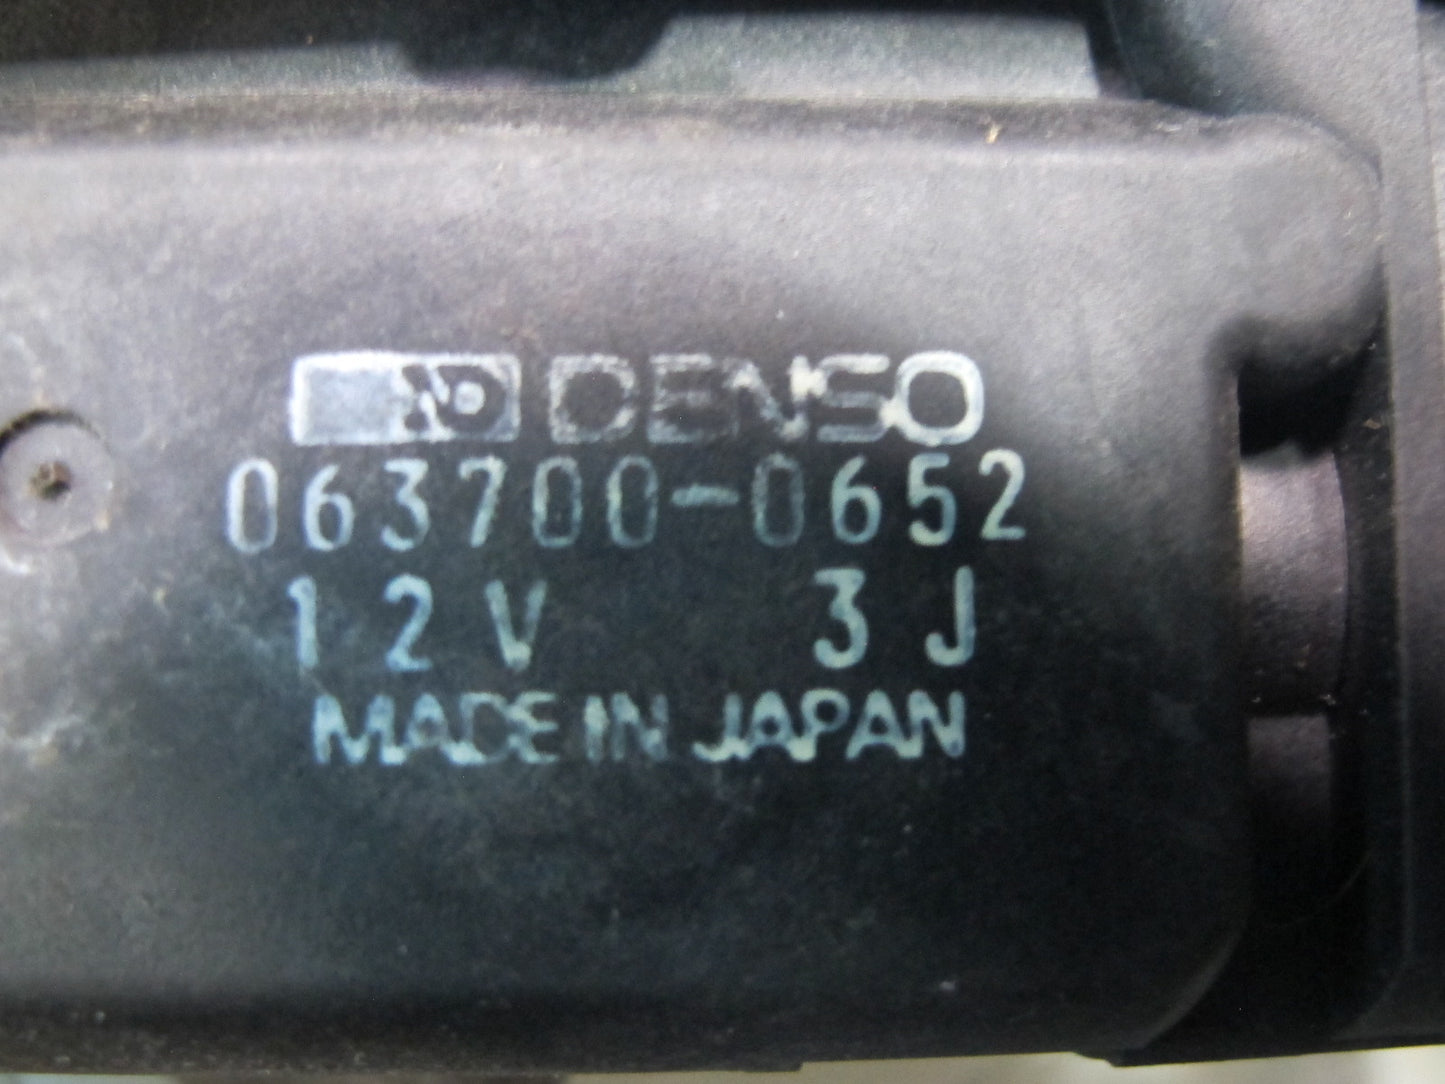 DENSO
063700-0652
12V 3J
MADE IN JAPAN